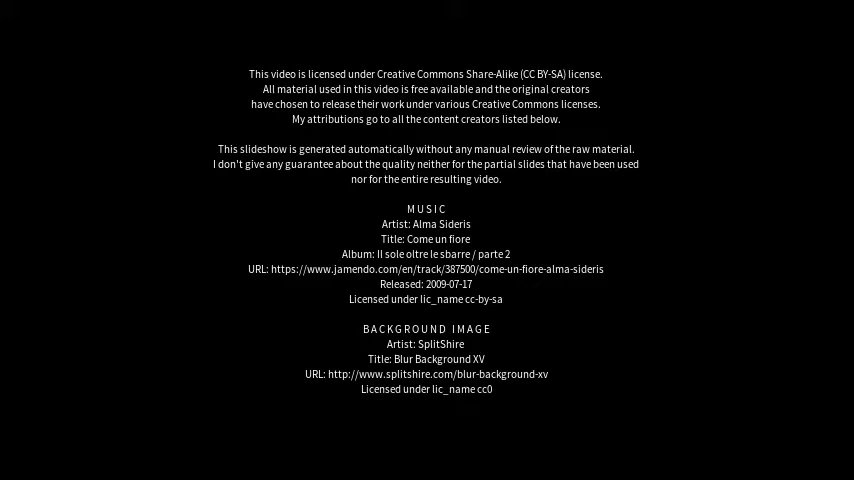 This video is licensed under Creative Commons Share-Alike (CC BY-SA) license.
All material used in this video is free available and the original creators
have chosen to release their work under various Creative Commons licenses.
My attributions go to all the content creators listed below.
This slideshow is generated automatically without any manual review of the raw material.
I don't give any guarantee about the quality neither for the partial slides that have been used
nor for the entire resulting video.
MUSIC
Artist: Alma Sideris
Title: Come un fiore
Album: Il sole oltre le sbarre / parte 2
URL: https://www.jamendo.com/en/track/387500/come-un-fiore-alma-sideris
Released: 2009-07-17
Licensed under lic_name cc-by-sa
BACKGROUND IMAGE
Artist: SplitShire
Title: Blur Background XV
URL: http://www.splitshire.com/blur-background-xv
Licensed under lic_name cc0